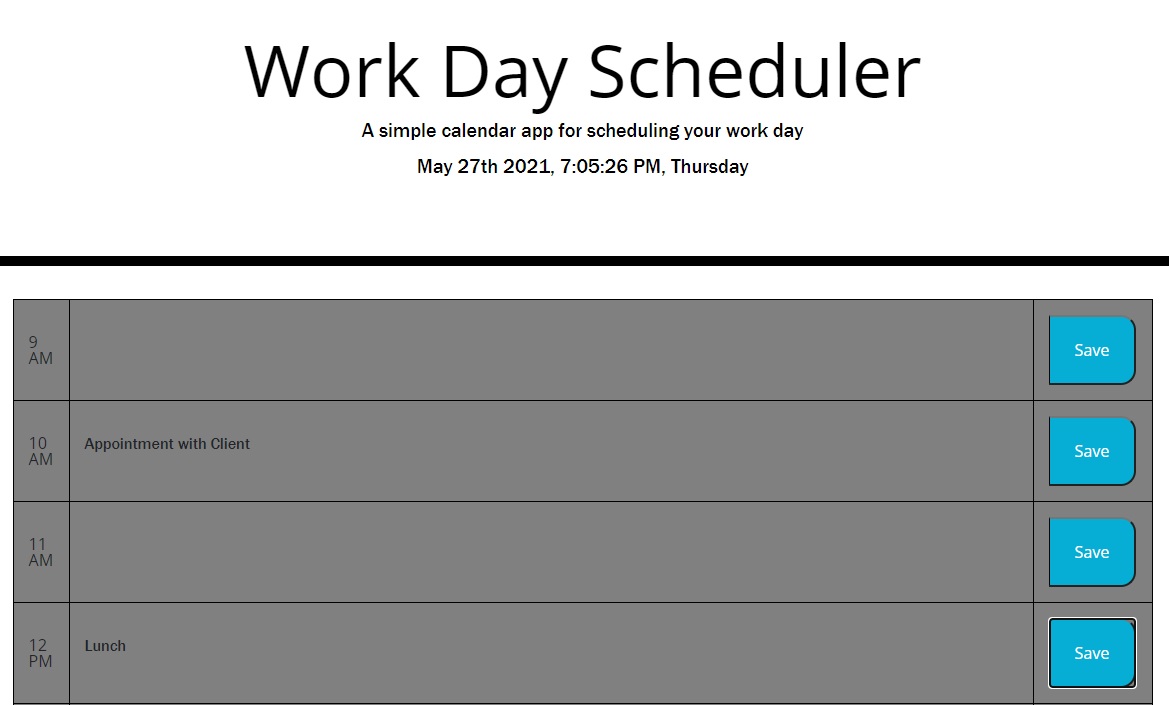 Work Day Scheduler
A simple calendar app for scheduling your work day
May 27th 2021, 7:05:26 PM, Thursday
9
AM
Save
10
AM
Appointment with Client
Save
11
AM
Save
12
PM
Lunch
Save